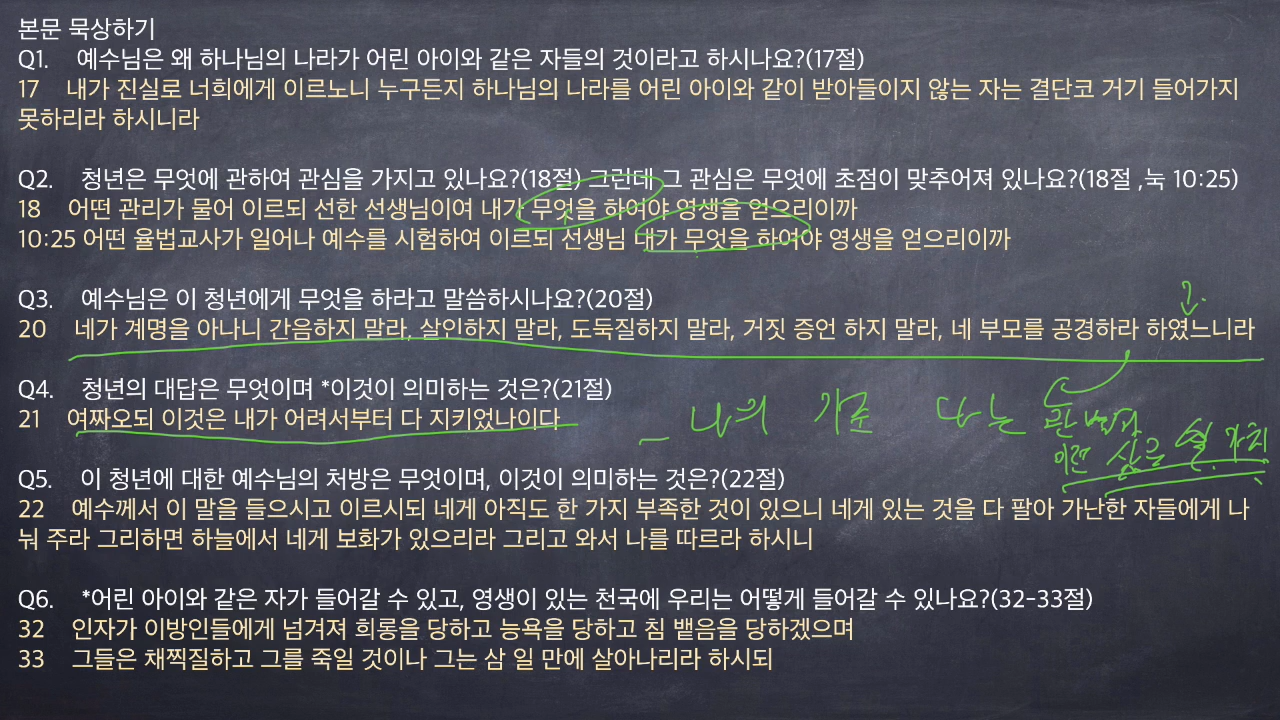 본문 묵상하기
Q1. 예수님은 왜 하나님의 나라가 어린 아이와 같은 자들의 것이라고 하시나요?(17절)
17 내가 진실로 너희에게 이르노니 누구든지 하나님의 나라를 어린 아이와 같이 받아들이지 않는 자는 결단코 거기 들어가지
못하리라 하시니라
Q2. 청년은 무엇에 관하여 관심을 가지고 있나요?(18절) 그런데 그 관심은 무엇에 초점이 맞추어져 있나요?(18절 ,눅 10:25)
18 어떤 관리가 물어 이르되 선한 선생님이여 내가 무엇을 하여야 영생을 얻으리이까
10:25 어떤 율법교사가 일어나 예수를 시험하여 이르되 선생님 내가 무엇을 하여야 영생을 얻으리이까
Q3. 예수님은 이 청년에게 무엇을 하라고 말씀하시나요?(20절)
?
20 네가 계명을 아나니 간음하지 말라, 살인하지 말라, 도둑질하지 말라, 거짓 증언 하지 말라, 네 부모를 공경하라 하였느니라
Q4. 청년의 대답은 무엇이며 *이것이 의미하는 것은?(21절)
21 여짜오되 이것은 내가 어려서부터 다 지키었나이다
나의 기준 나는
Q5. 이 청년에 대한 예수님의 처방은 무엇이며, 이것이 의미하는 것은?(22절)
22 예수께서 이 말을 들으시고 이르시되 네게 아직도 한 가지 부족한 것이 있으니 네게 있는 것을 다 팔아 가난한 자들에게 나
눠 주라 그리하면 하늘에서 네게 보화가 있으리라 그리고 와서 나를 따르라 하시니
Q6. *어린 아이와 같은 자가 들어갈 수 있고, 영생이 있는 천국에 우리는 어떻게 들어갈 수 있나요?(32-33절)
32 인자가 이방인들에게 넘겨져 희롱을 당하고 능욕을 당하고 침 뱉음을 당하겠으며
33 그들은 채찍질하고 그를 죽일 것이나 그는 삼 일 만에 살아나리라 하시되